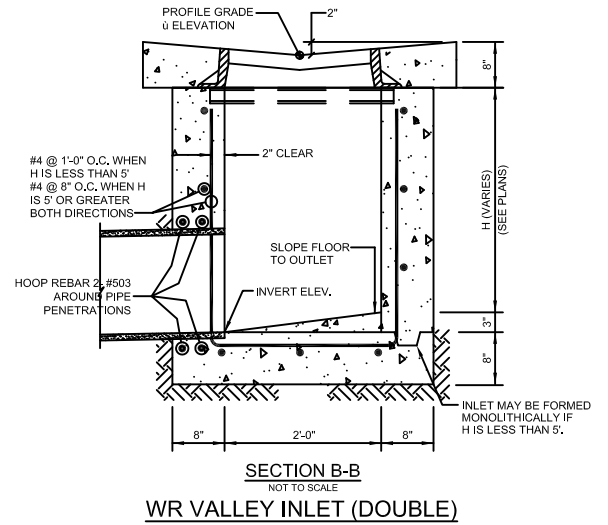 PROFILE GRADE
ù ELEVATION
2"
8"
#4 @ 1'-0" O.C. WHEN
H IS LESS THAN 5'
#4 @ 8" O.C. WHEN H
IS 5' OR GREATER
BOTH DIRECTIONS
2" CLEAR
H (VARIES)
(SEE PLANS)
SLOPE FLOOR
TO OUTLET
HOOP REBAR 2- #503
AROUND PIPE
PENETRATIONS
INVERT ELEV.
3"
8"
INLET MAY BE FORMED
MONOLITHICALLY IF
H IS LESS THAN 5'.
8"
2'-0"
8"
SECTION B-B
NOT TO SCALE
WR VALLEY INLET (DOUBLE)